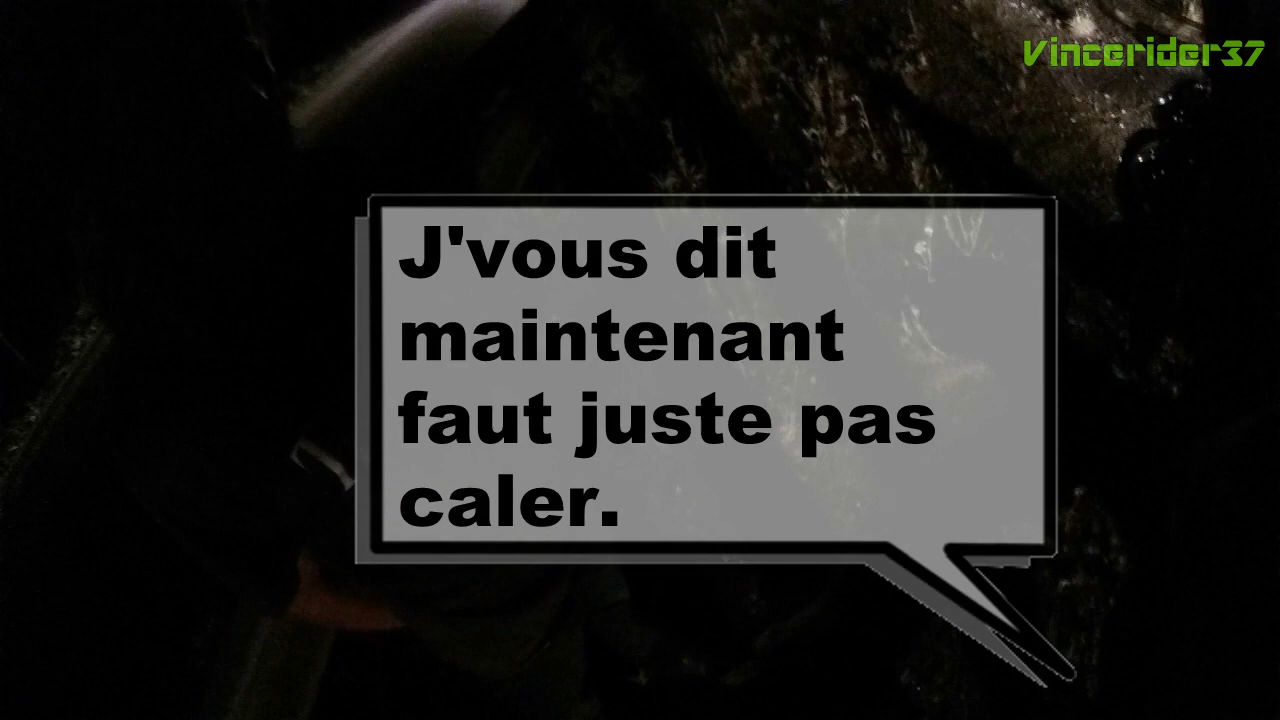 Vincerider37
J'vous dit
maintenant
faut juste pas
caler.